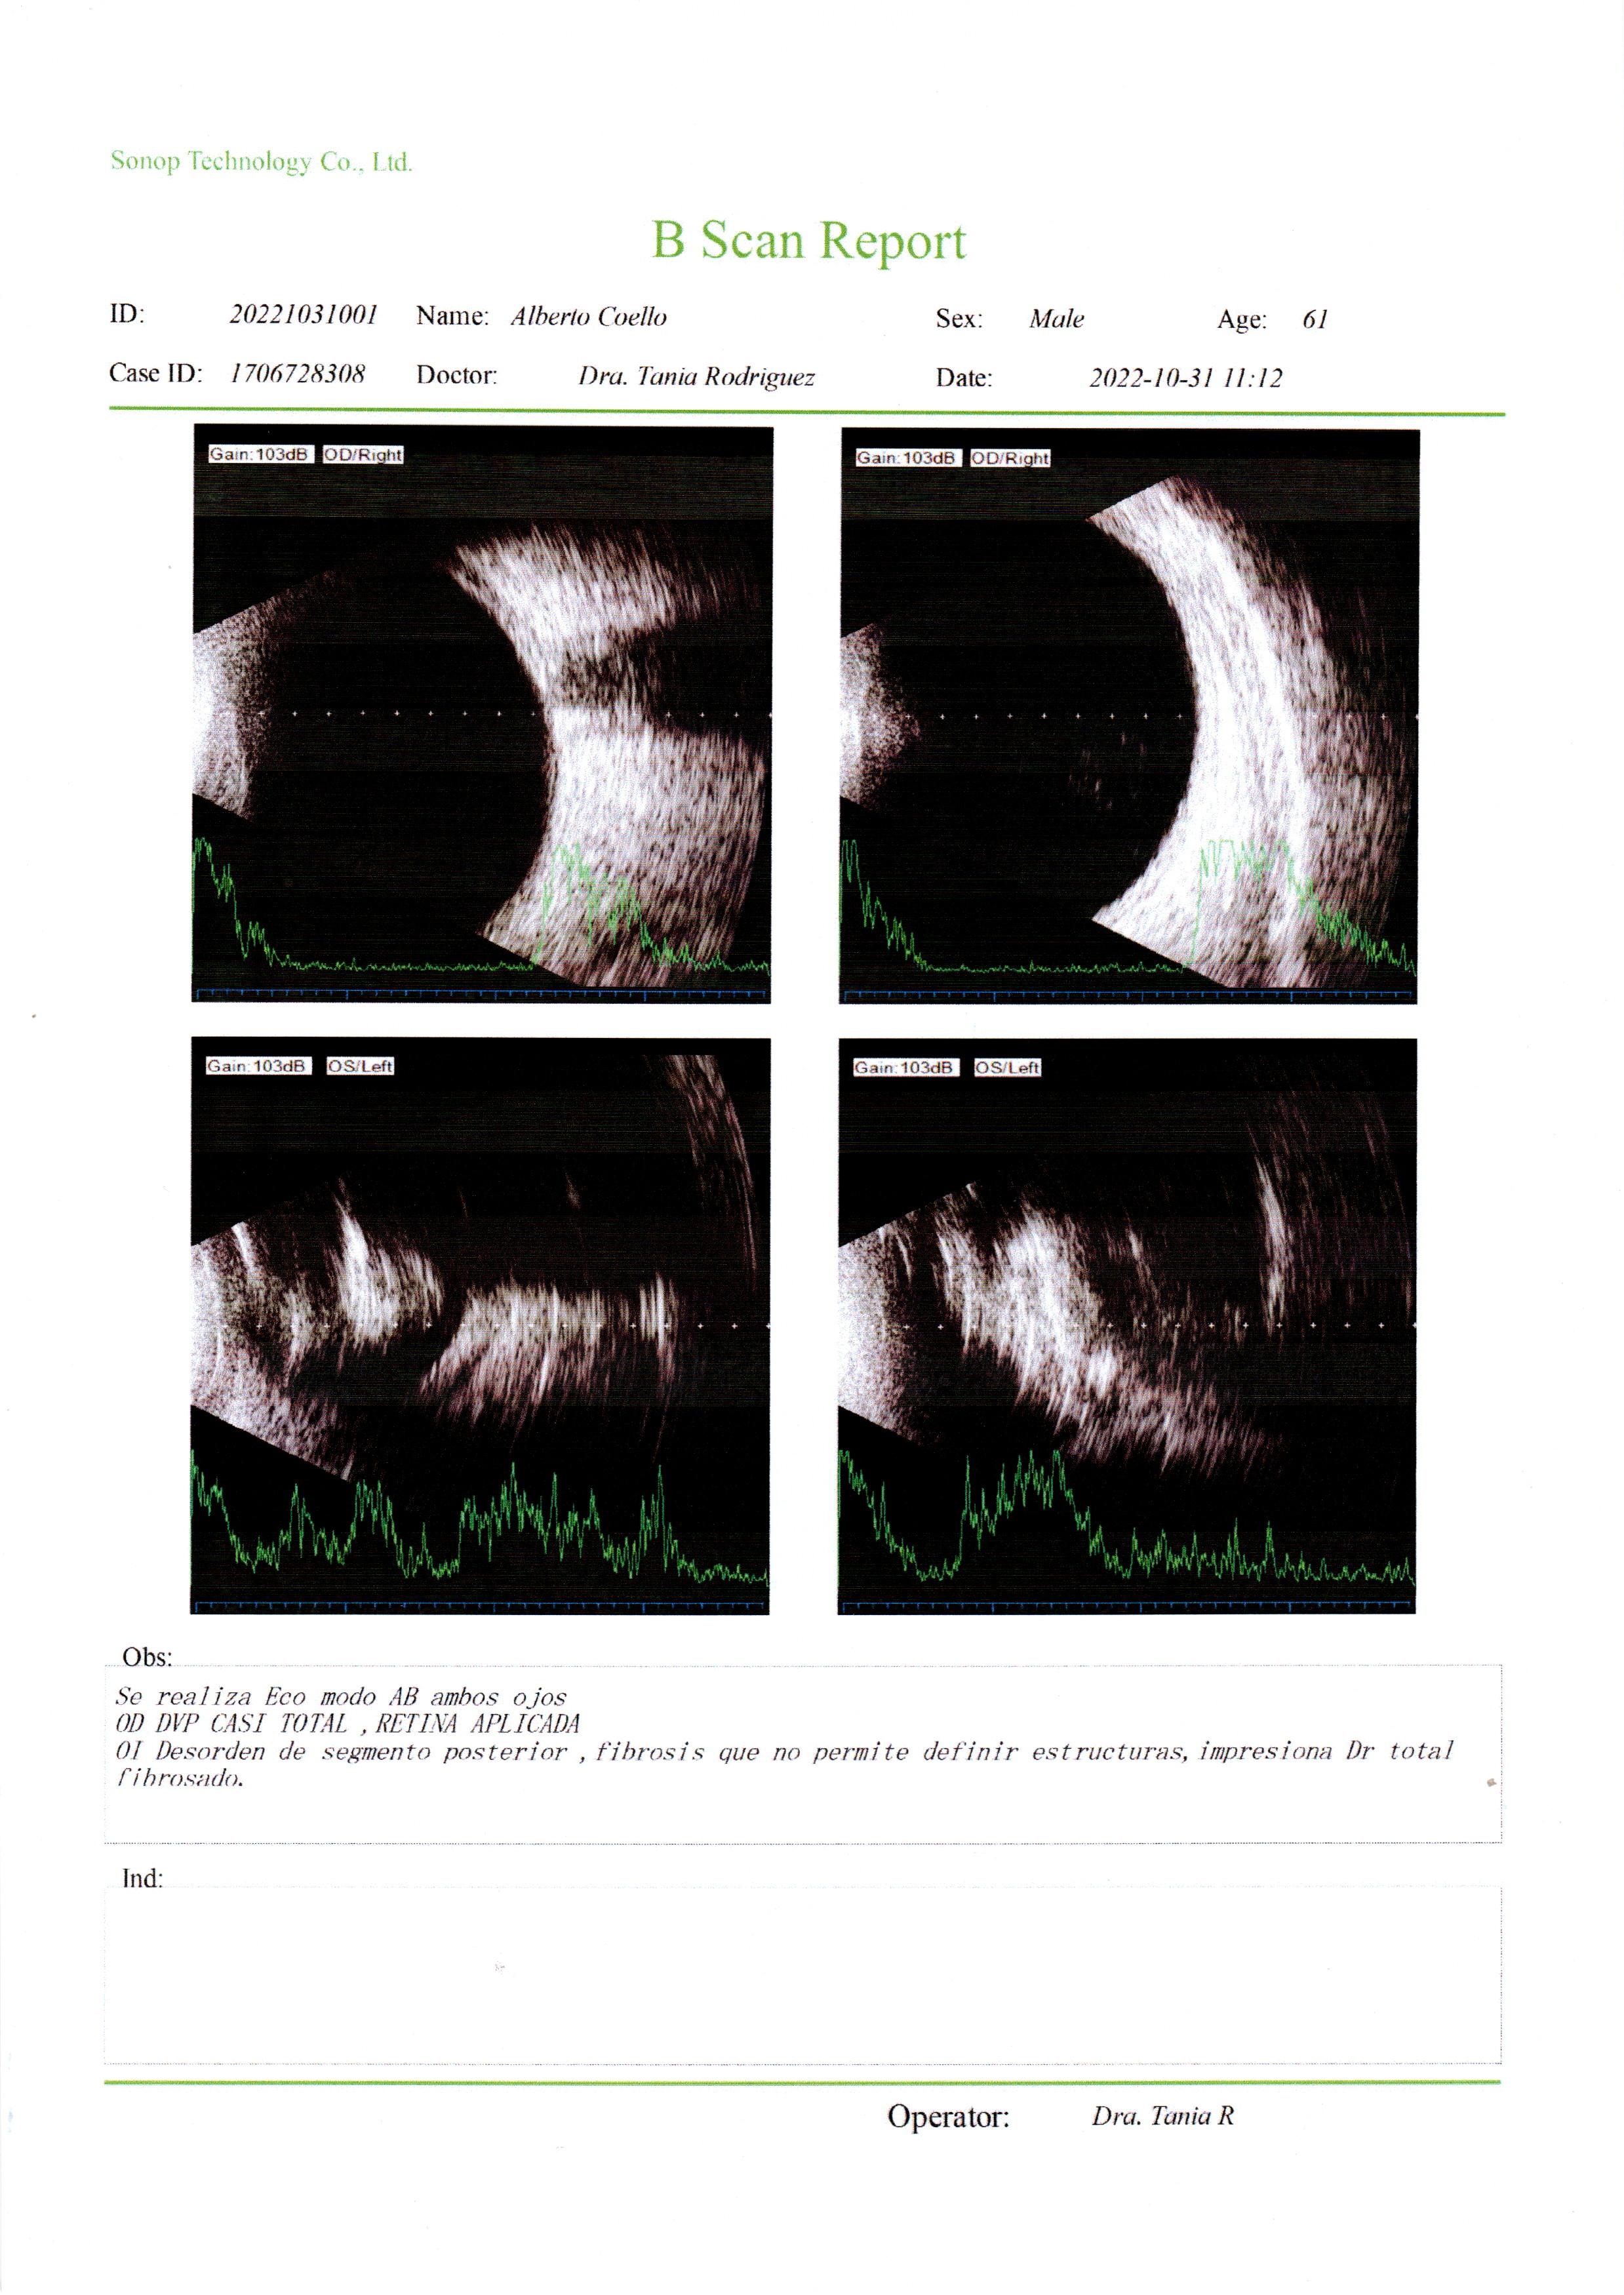 Sonop Technology Co., Ltd.
B Scan Report
ID: 20221031001 Name: Alberto Coello Sex: Male Age: 61
Case ID: 1706728308 Doctor: Dra. Tania Rodriguez Date: 2022-10-31 11:12
Gain:103dB OD/Right
Gain:103dB OD/Right
Gain:103dB OS/Left
Gain:103dB OS/Left
Obs:
Se realiza Eco modo AB ambos ojos
OD DVP CASI TOTAL , RETINA APLICADA
OI Desorden de segmento posterior , fibrosis que no permite definir estructuras, impresiona Dr total
fibrosado.
Ind:
Operator: Dra. Tania R